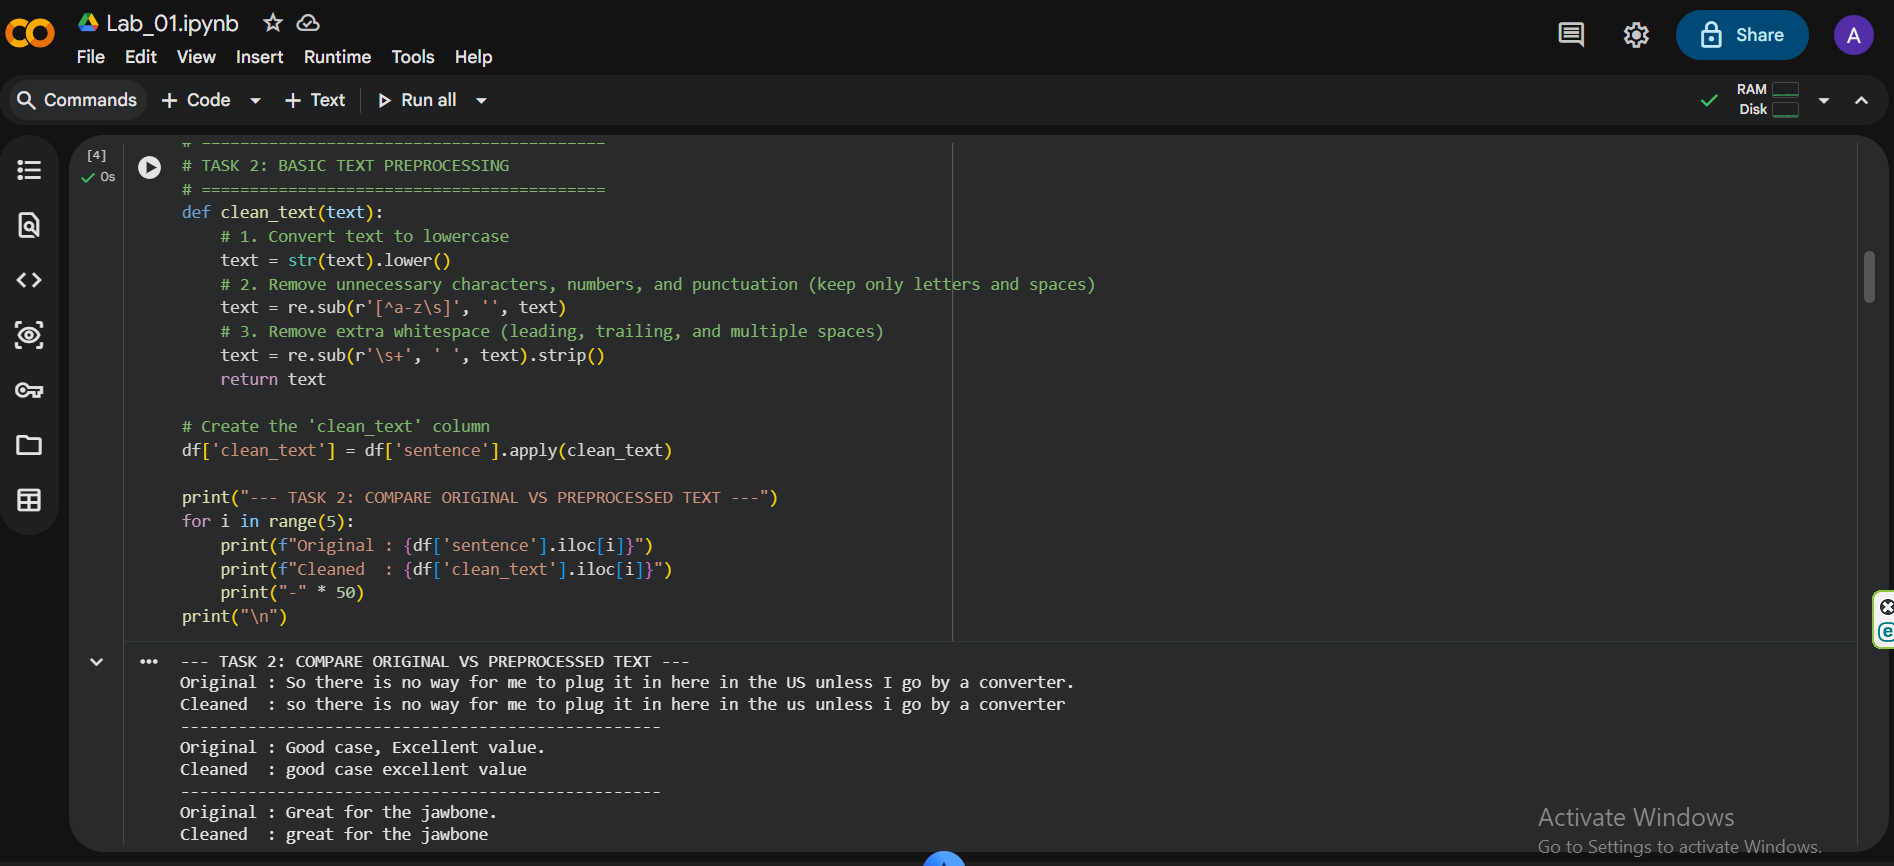 Lab_01.ipynb
File Edit View Insert Runtime Tools Help
Share
A
Commands + Code + Text Run all
RAM
Disk
[4]
0s
# ==========================================
# TASK 2: BASIC TEXT PREPROCESSING
# ==========================================
def clean_text(text):
    # 1. Convert text to lowercase
    text = str(text).lower()
    # 2. Remove unnecessary characters, numbers, and punctuation (keep only letters and spaces)
    text = re.sub(r'[^a-z\s]', '', text)
    # 3. Remove extra whitespace (leading, trailing, and multiple spaces)
    text = re.sub(r'\s+', ' ', text).strip()
    return text
# Create the 'clean_text' column
df['clean_text'] = df['sentence'].apply(clean_text)
print("--- TASK 2: COMPARE ORIGINAL VS PREPROCESSED TEXT ---")
for i in range(5):
    print(f"Original : {df['sentence'].iloc[i]}")
    print(f"Cleaned  : {df['clean_text'].iloc[i]}")
    print("-" * 50)
print("\n")
--- TASK 2: COMPARE ORIGINAL VS PREPROCESSED TEXT ---
Original : So there is no way for me to plug it in here in the US unless I go by a converter.
Cleaned  : so there is no way for me to plug it in here in the us unless i go by a converter
--------------------------------------------------
Original : Good case, Excellent value.
Cleaned  : good case excellent value
--------------------------------------------------
Original : Great for the jawbone.
Cleaned  : great for the jawbone
Activate Windows
Go to Settings to activate Windows.